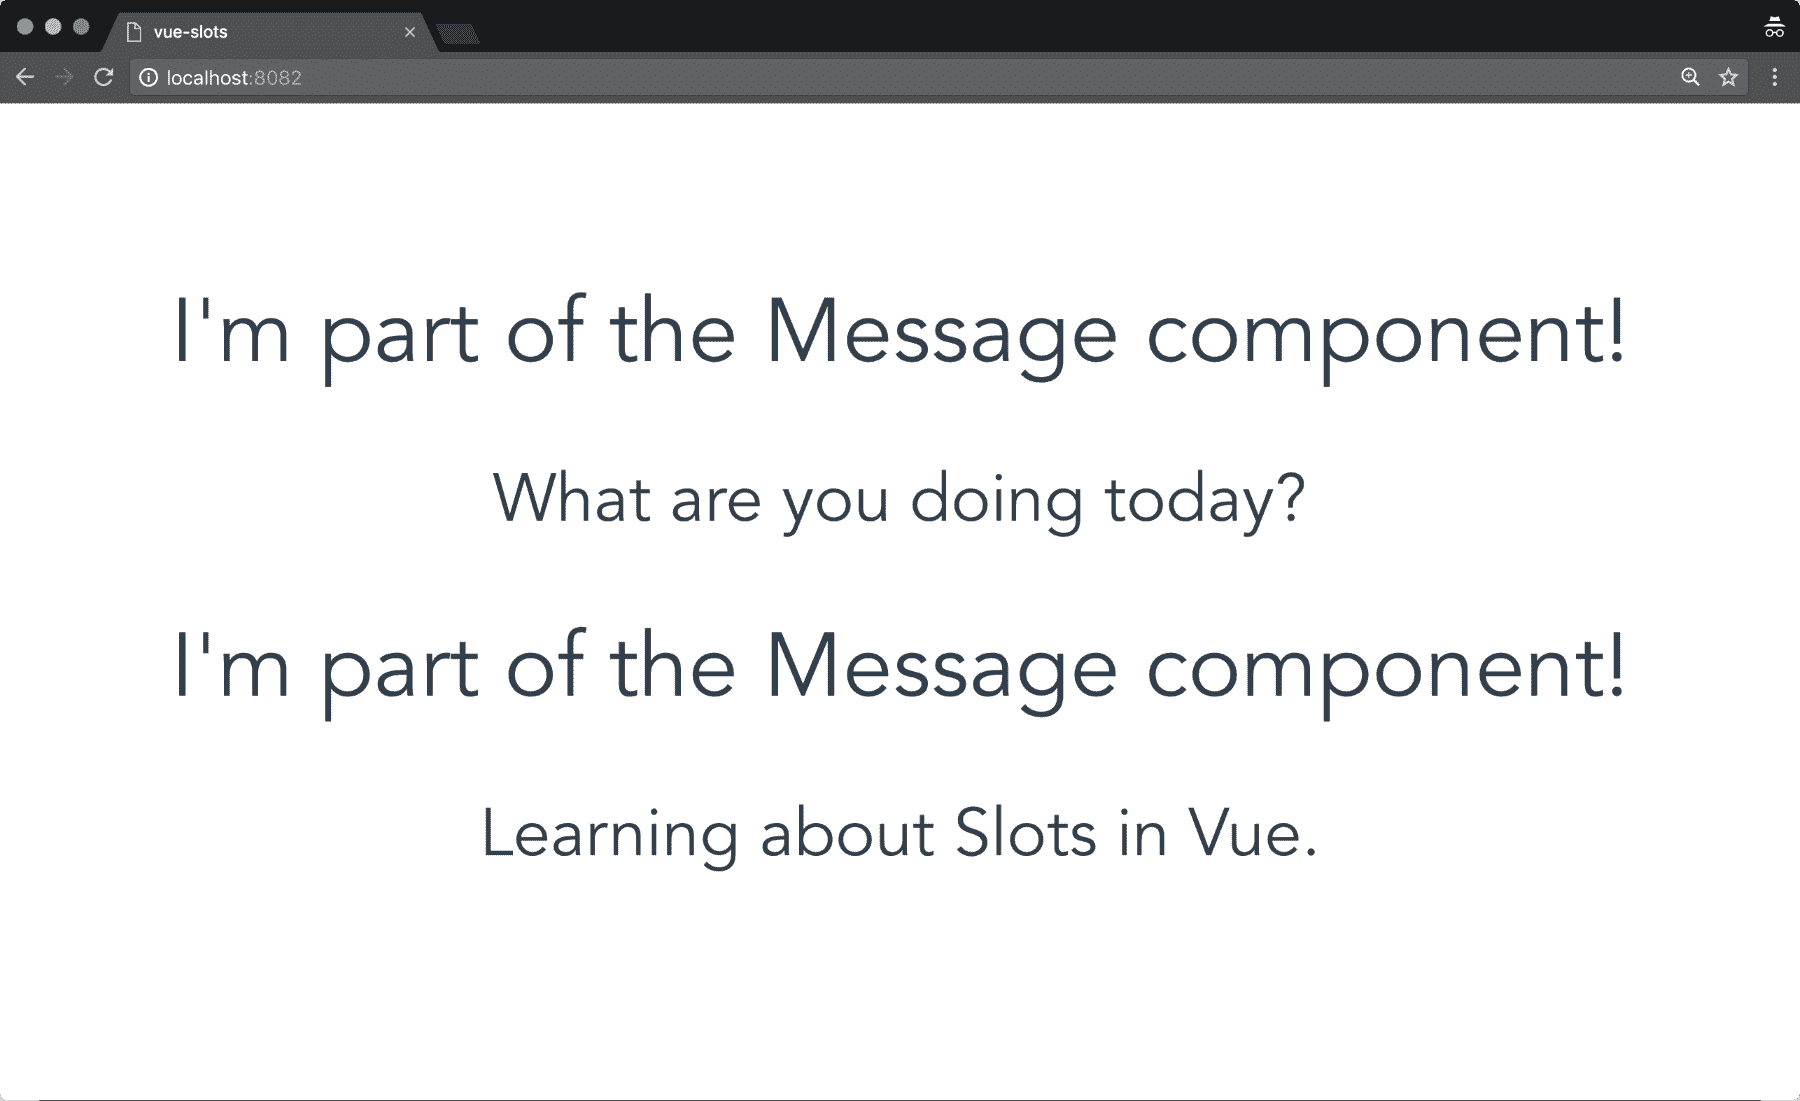 vue-slots
localhost:8082
I'm part of the Message component!
What are you doing today?
I'm part of the Message component!
Learning about Slots in Vue.